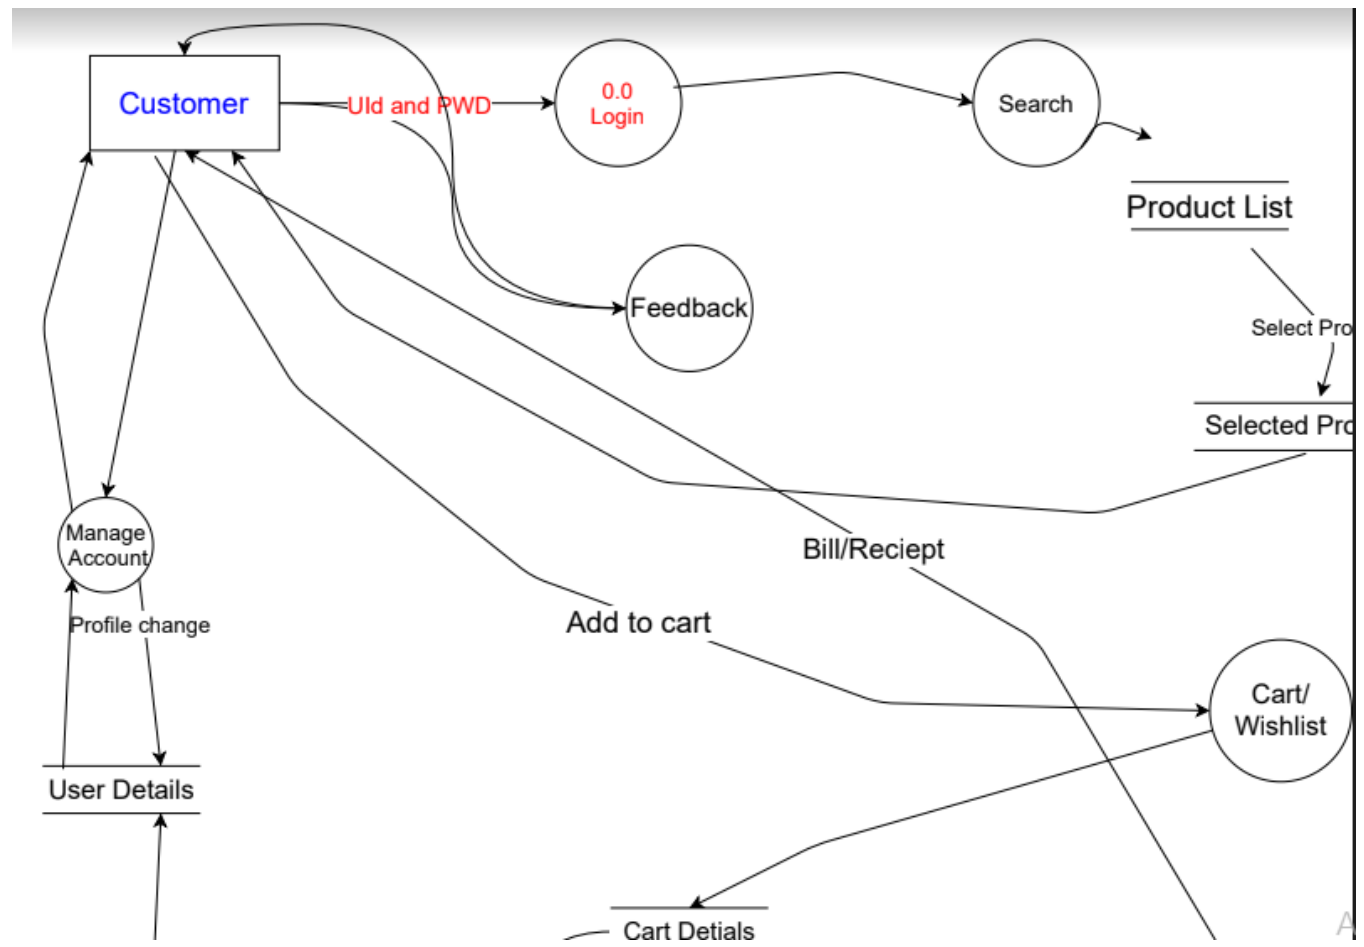 Customer
UId and PWD
0.0
Login
Search
Product List
Feedback
Select Pro
Selected Pro
Manage
Account
Bill/Reciept
Profile change
Add to cart
Cart/
Wishlist
User Details
Cart Detials
A